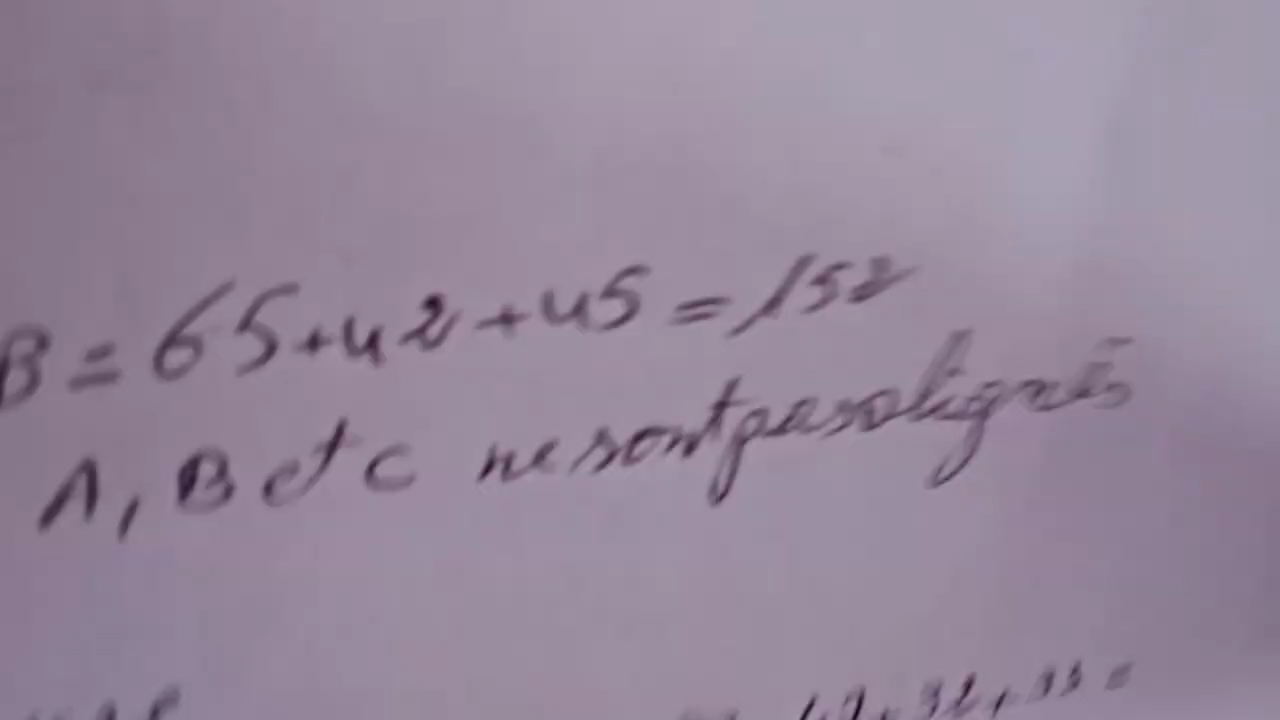 B = 65+42+45 = 152
A, B et C ne sont pas alignés